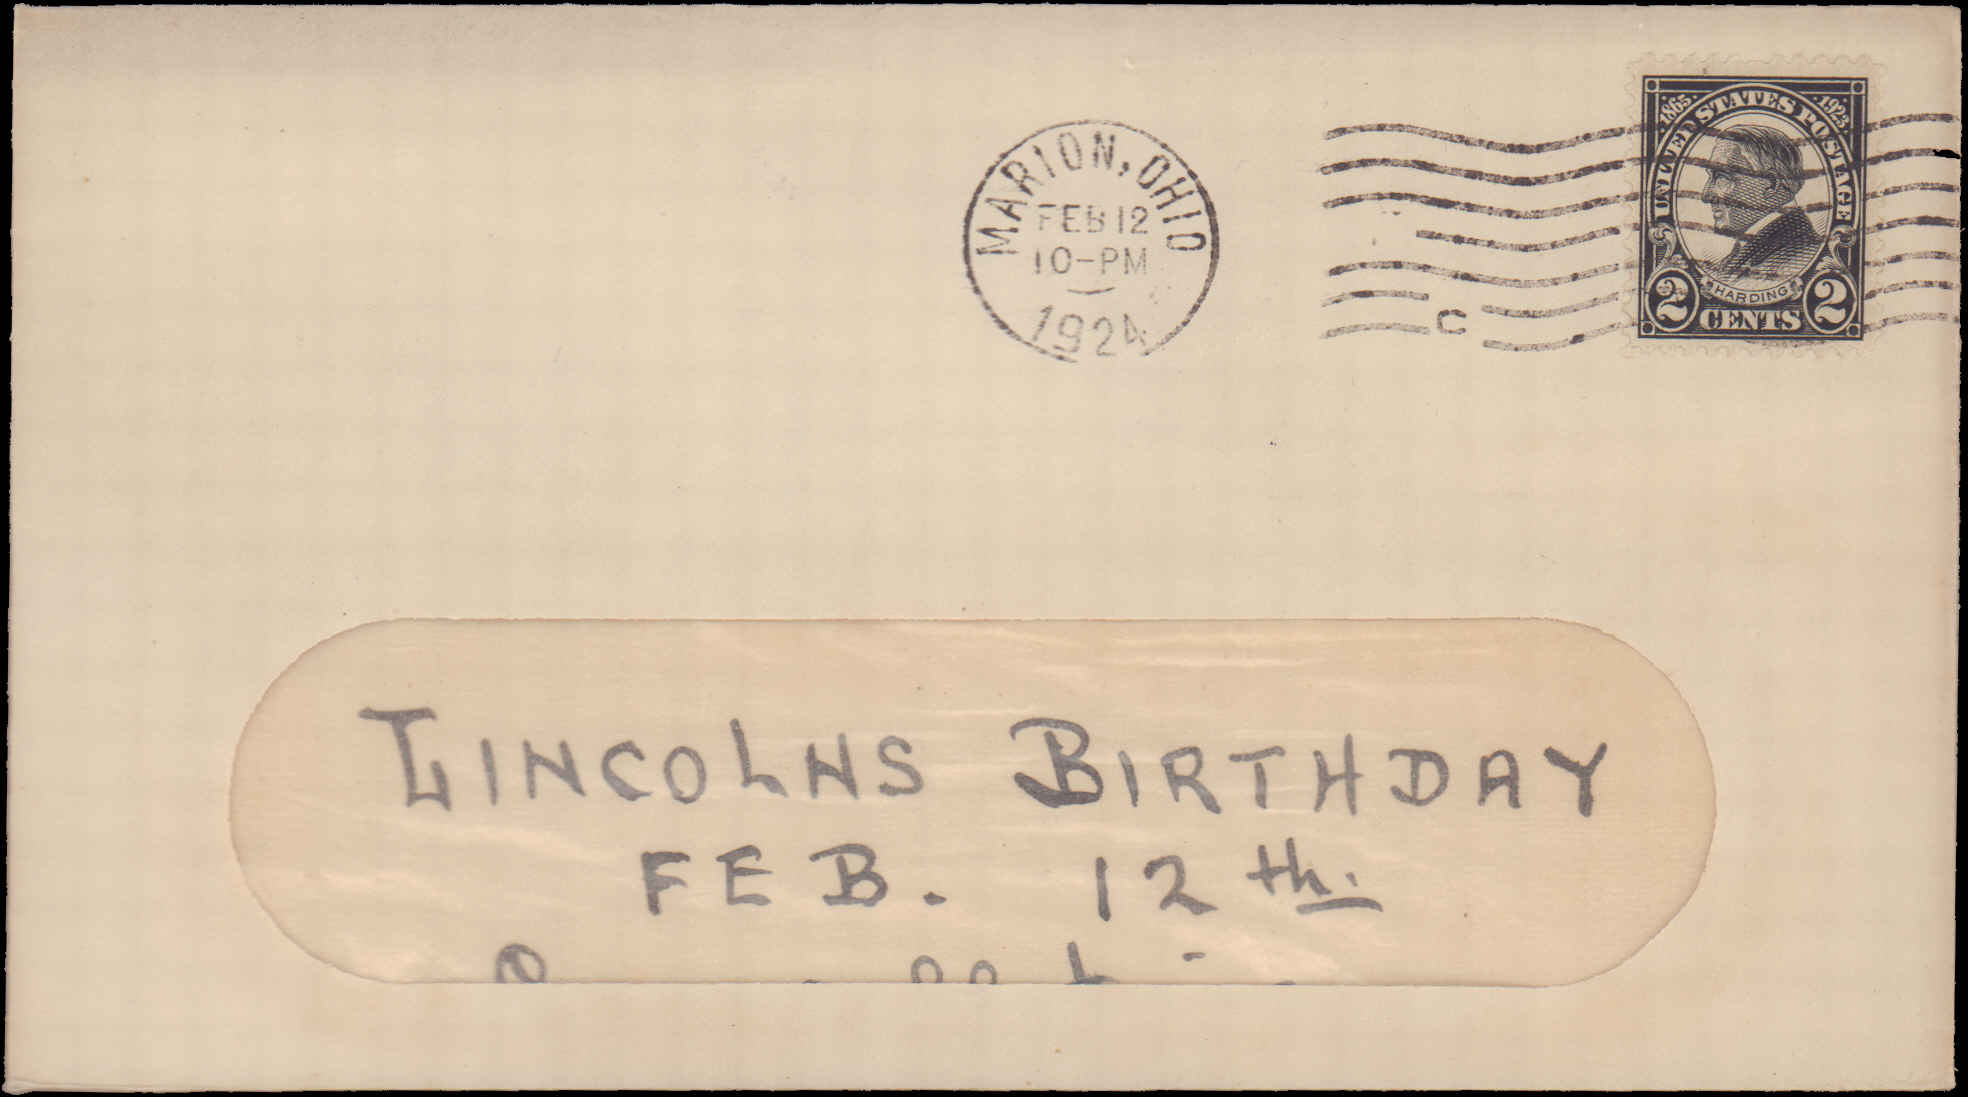 MARION, OHIO
FEB 12
10-PM
1924
C
1865 · UNITED STATES POSTAGE · 1923
HARDING
2 CENTS 2
LINCOLNS BIRTHDAY
FEB. 12th.